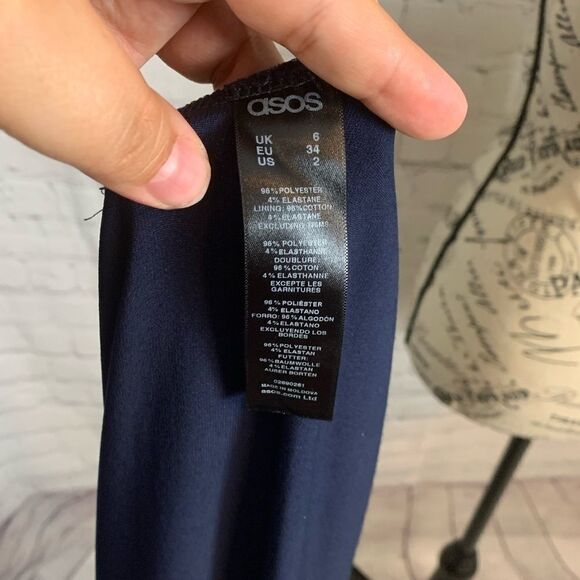 asos
UK 6
EU 34
US 2
96% POLYESTER
4% ELASTANE
LINING: 96% COTTON
4% ELASTANE
EXCLUDING TRIMS
96% POLYESTER
4% ELASTHANNE
DOUBLURE:
96% COTON
4% ELASTHANNE
EXCEPTE LES
GARNITURES
96% POLIÉSTER
4% ELASTANO
FORRO: 96% ALGODÓN
4% ELASTANO
EXCLUYENDO LOS
BORDES
96% POLYESTER
4% ELASTAN
FUTTER:
96% BAUMWOLLE
4% ELASTAN
AUßER BORTEN
02690261
MADE IN MOLDOVA
asos.com Ltd